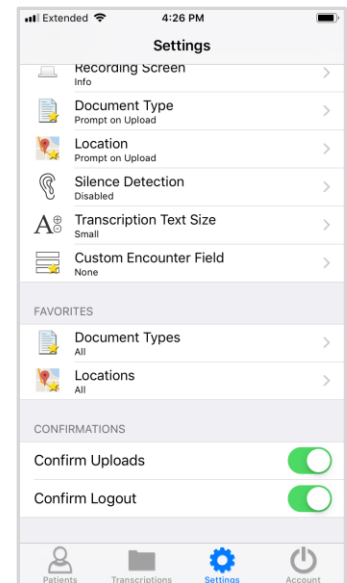 Extended 4:26 PM
Settings
Recording Screen
Info
Document Type
Prompt on Upload
Location
Prompt on Upload
Silence Detection
Disabled
Transcription Text Size
Small
Custom Encounter Field
None
FAVORITES
Document Types
All
Locations
All
CONFIRMATIONS
Confirm Uploads
Confirm Logout
Patients Transcriptions Settings Account